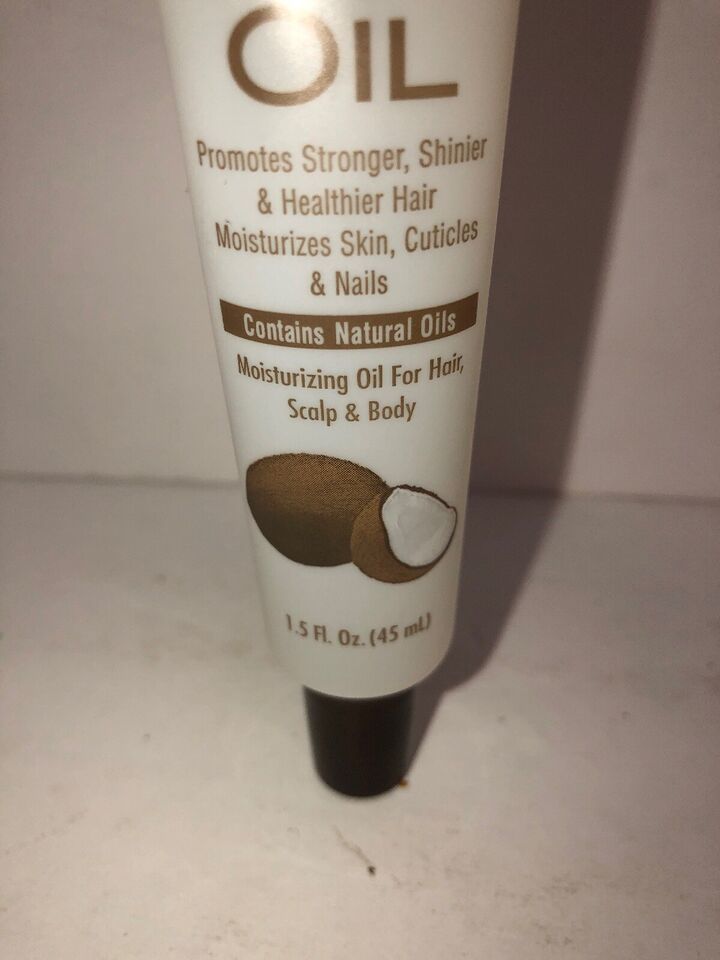 OIL
Promotes Stronger, Shinier
& Healthier Hair
Moisturizes Skin, Cuticles
& Nails
Contains Natural Oils
Moisturizing Oil For Hair,
Scalp & Body
1.5 Fl. Oz. (45 mL)